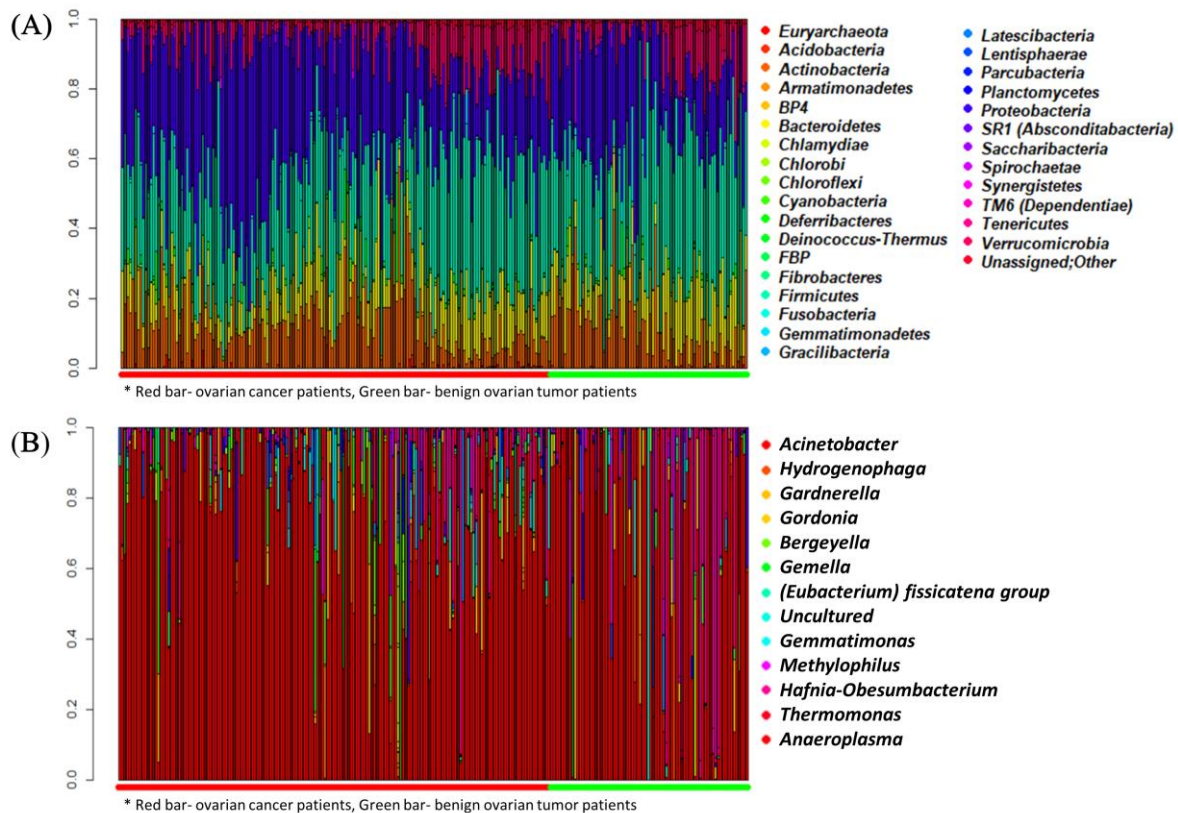 (A)
1.0
0.8
0.6
0.4
0.2
0.0
Euryarchaeota
Acidobacteria
Actinobacteria
Armatimonadetes
BP4
Bacteroidetes
Chlamydiae
Chlorobi
Chloroflexi
Cyanobacteria
Deferribacteres
Deinococcus-Thermus
FBP
Fibrobacteres
Firmicutes
Fusobacteria
Gemmatimonadetes
Gracilibacteria
Latescibacteria
Lentisphaerae
Parcubacteria
Planctomycetes
Proteobacteria
SR1 (Absconditabacteria)
Saccharibacteria
Spirochaetae
Synergistetes
TM6 (Dependentiae)
Tenericutes
Verrucomicrobia
Unassigned;Other
* Red bar- ovarian cancer patients, Green bar- benign ovarian tumor patients
(B)
1.0
0.8
0.6
0.4
0.2
0.0
Acinetobacter
Hydrogenophaga
Gardnerella
Gordonia
Bergeyella
Gemella
(Eubacterium) fissicatena group
Uncultured
Gemmatimonas
Methylophilus
Hafnia-Obesumbacterium
Thermomonas
Anaeroplasma
* Red bar- ovarian cancer patients, Green bar- benign ovarian tumor patients